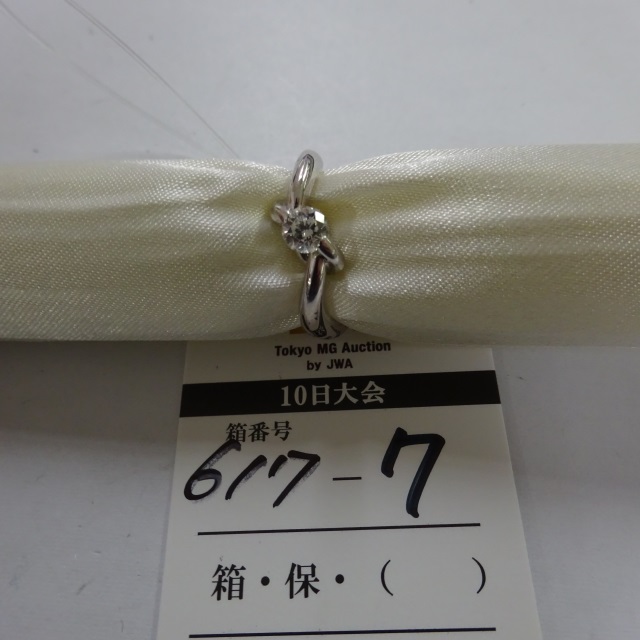 Tokyo MG Auction
by JWA
10日大会
箱番号
617-7
箱・保・(　　)